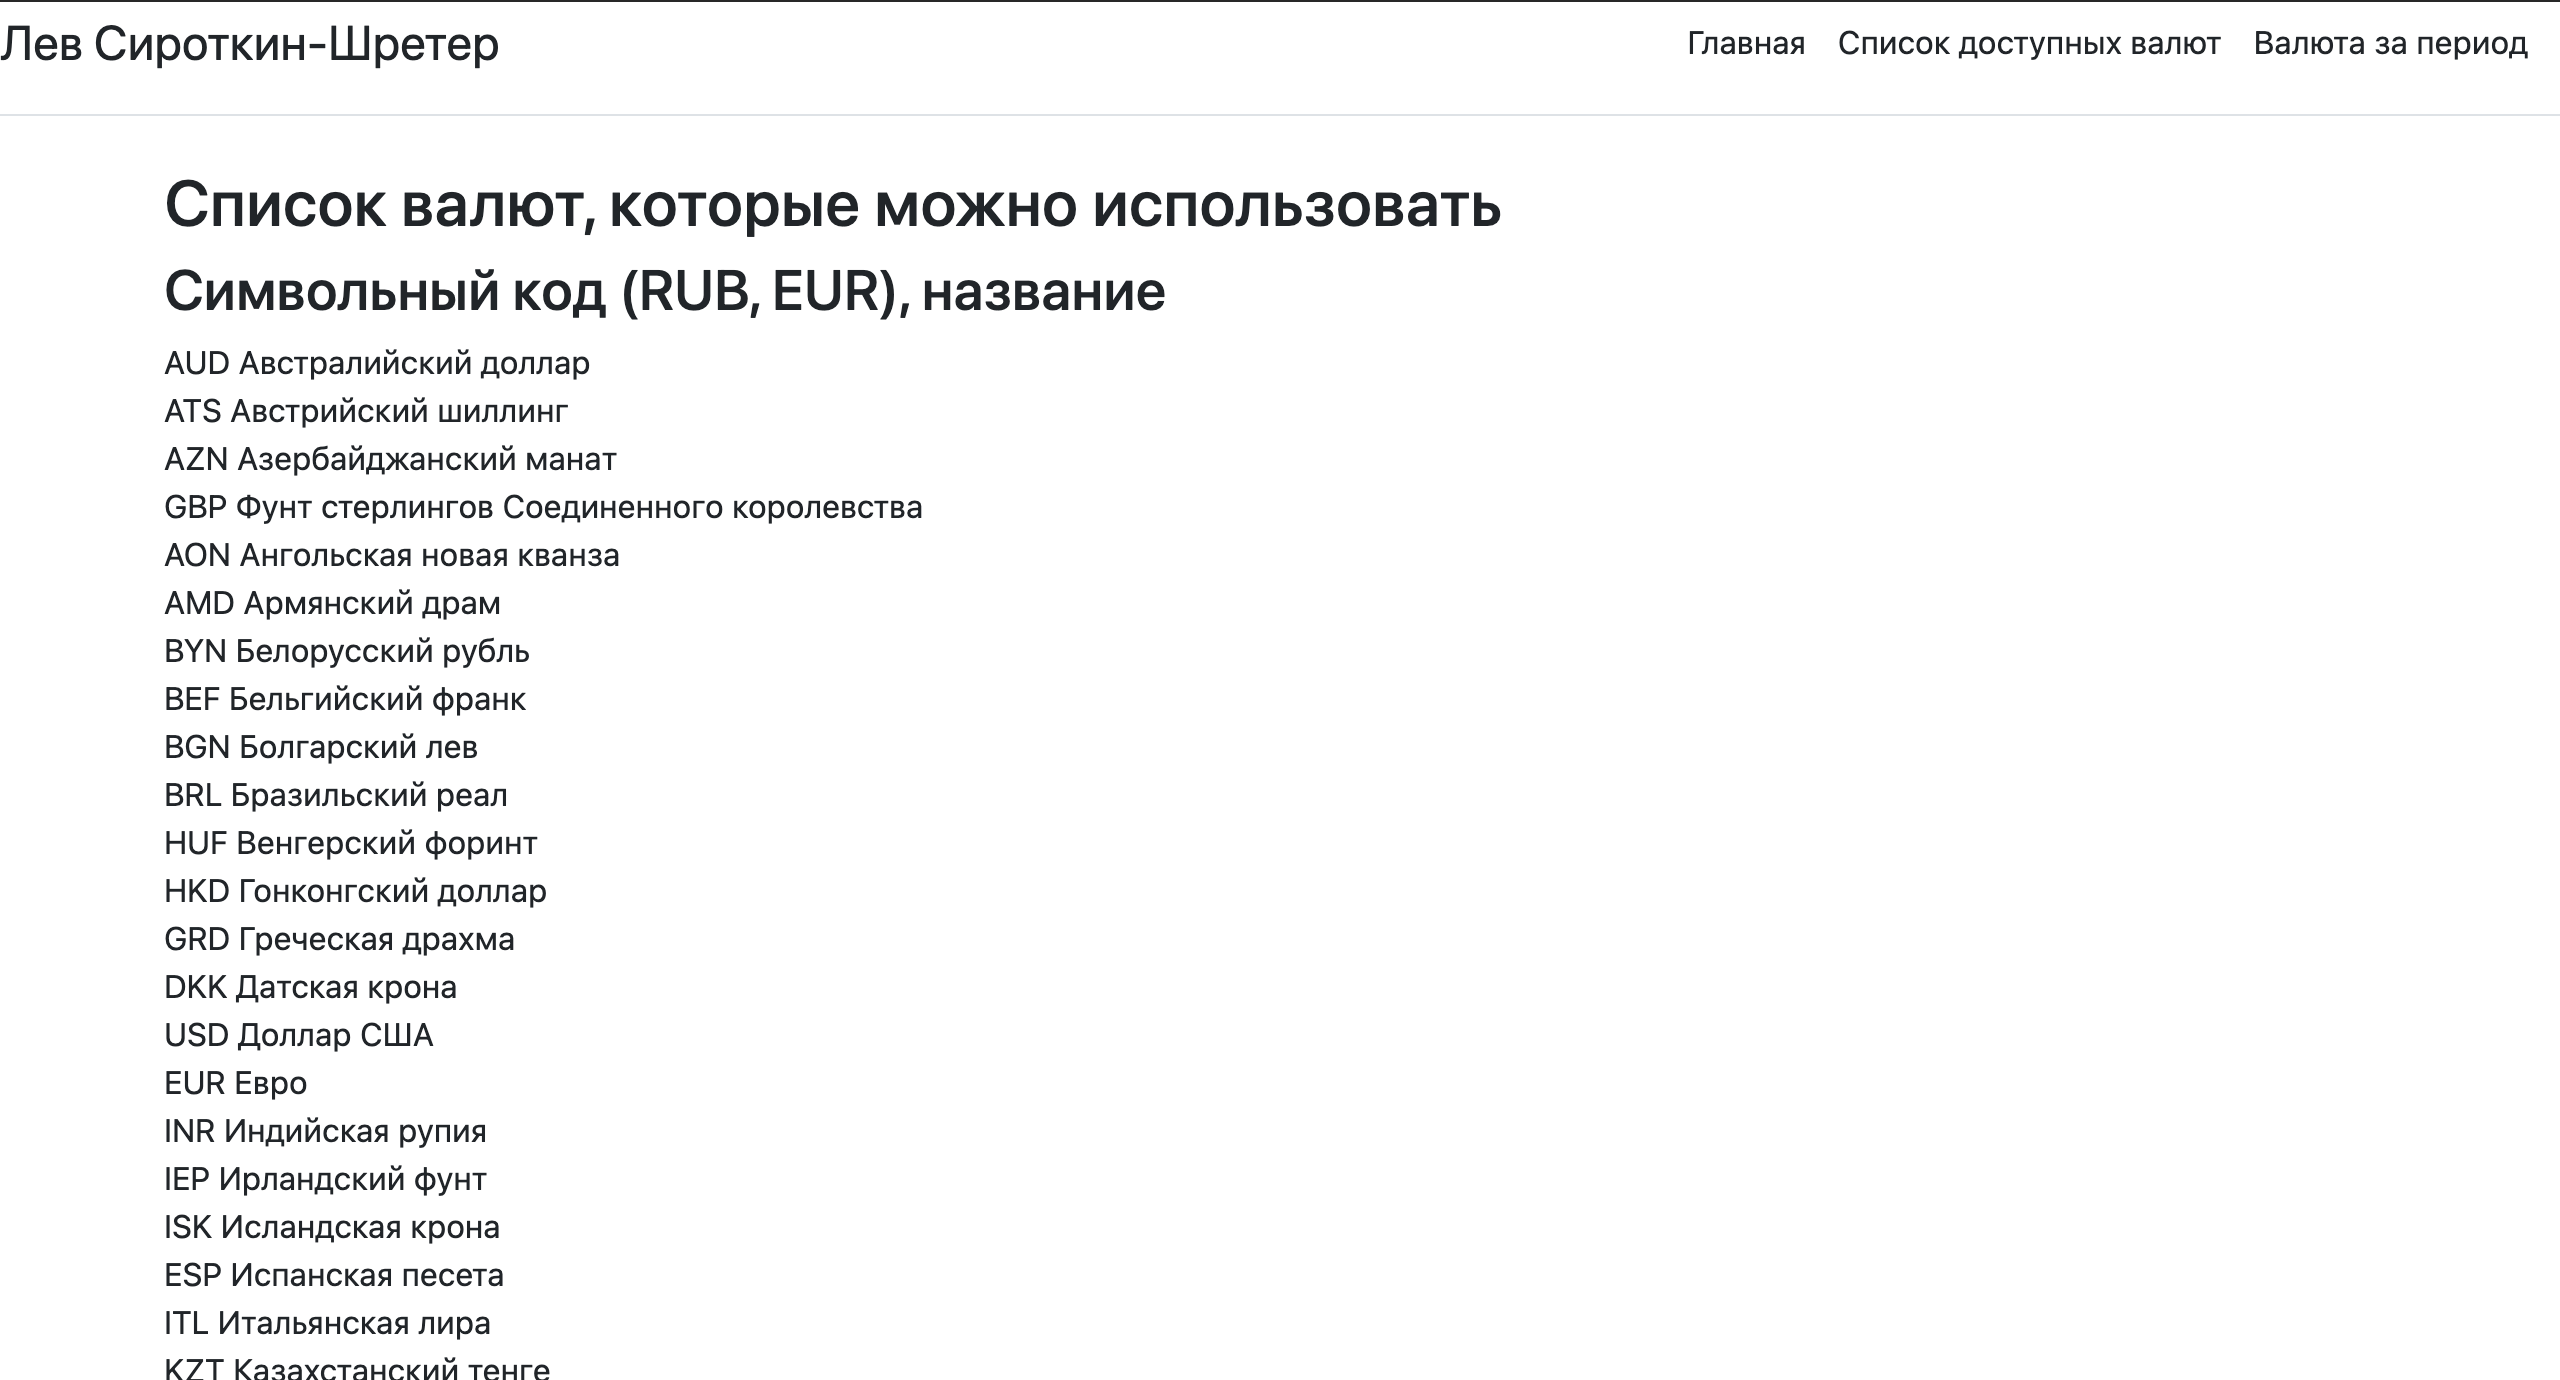 Лев Сироткин-Шретер
Главная Список доступных валют Валюта за период
Список валют, которые можно использовать
Символьный код (RUB, EUR), название
AUD Австралийский доллар
ATS Австрийский шиллинг
AZN Азербайджанский манат
GBP Фунт стерлингов Соединенного королевства
AON Ангольская новая кванза
AMD Армянский драм
BYN Белорусский рубль
BEF Бельгийский франк
BGN Болгарский лев
BRL Бразильский реал
HUF Венгерский форинт
HKD Гонконгский доллар
GRD Греческая драхма
DKK Датская крона
USD Доллар США
EUR Евро
INR Индийская рупия
IEP Ирландский фунт
ISK Исландская крона
ESP Испанская песета
ITL Итальянская лира
KZT Казахстанский тенге